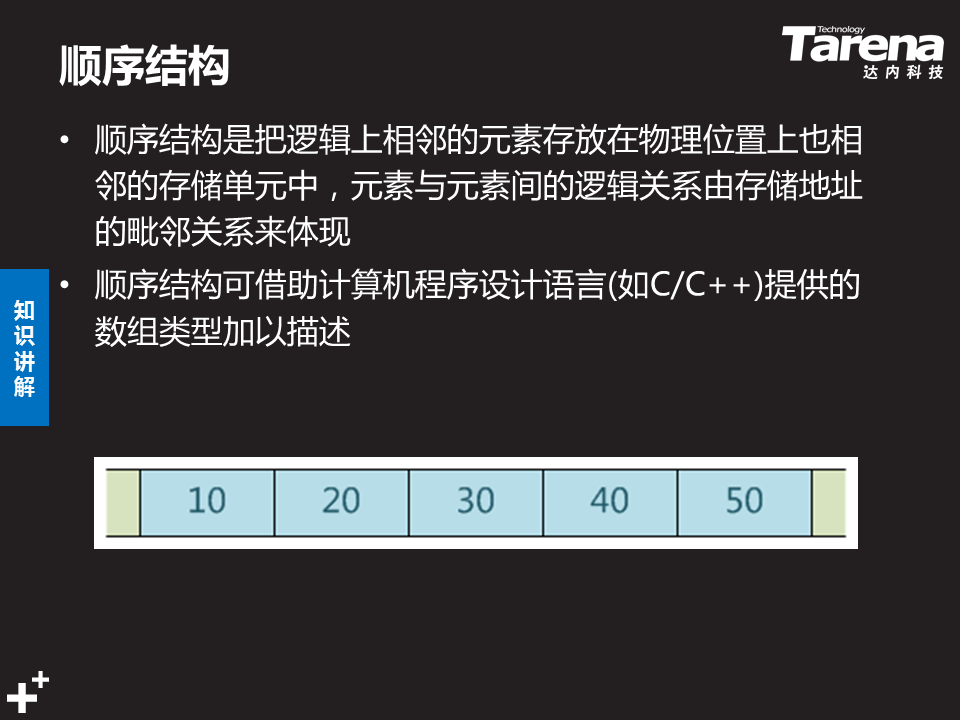 顺序结构
Technology
Tarena
达内科技
• 顺序结构是把逻辑上相邻的元素存放在物理位置上也相
邻的存储单元中，元素与元素间的逻辑关系由存储地址
的毗邻关系来体现
• 顺序结构可借助计算机程序设计语言(如C/C++)提供的
数组类型加以描述
知
识
讲
解
10 20 30 40 50